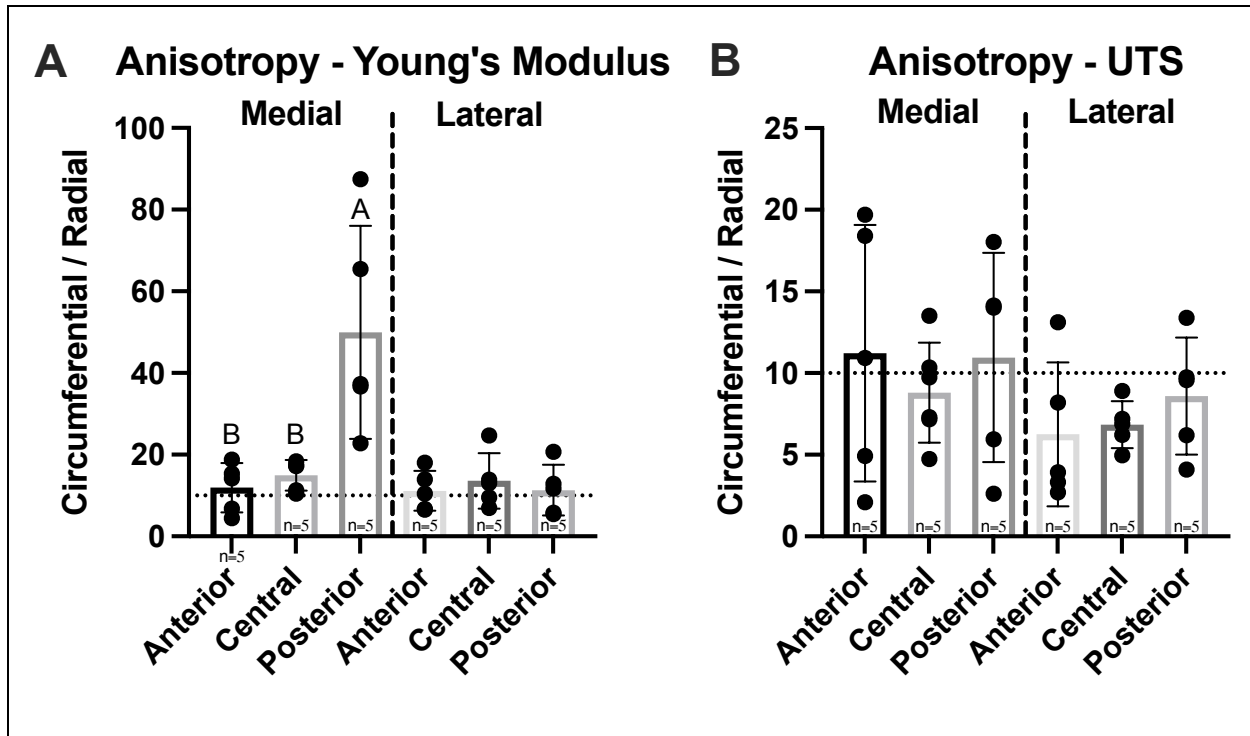 A Anisotropy - Young's Modulus
Medial Lateral
Circumferential / Radial
100
80
60
40
20
0
A
B B
n=5 n=5 n=5 n=5 n=5
n=5
Anterior Central Posterior Anterior Central Posterior
B Anisotropy - UTS
Medial Lateral
Circumferential / Radial
25
20
15
10
5
0
n=5 n=5 n=5 n=5 n=5 n=5
Anterior Central Posterior Anterior Central Posterior